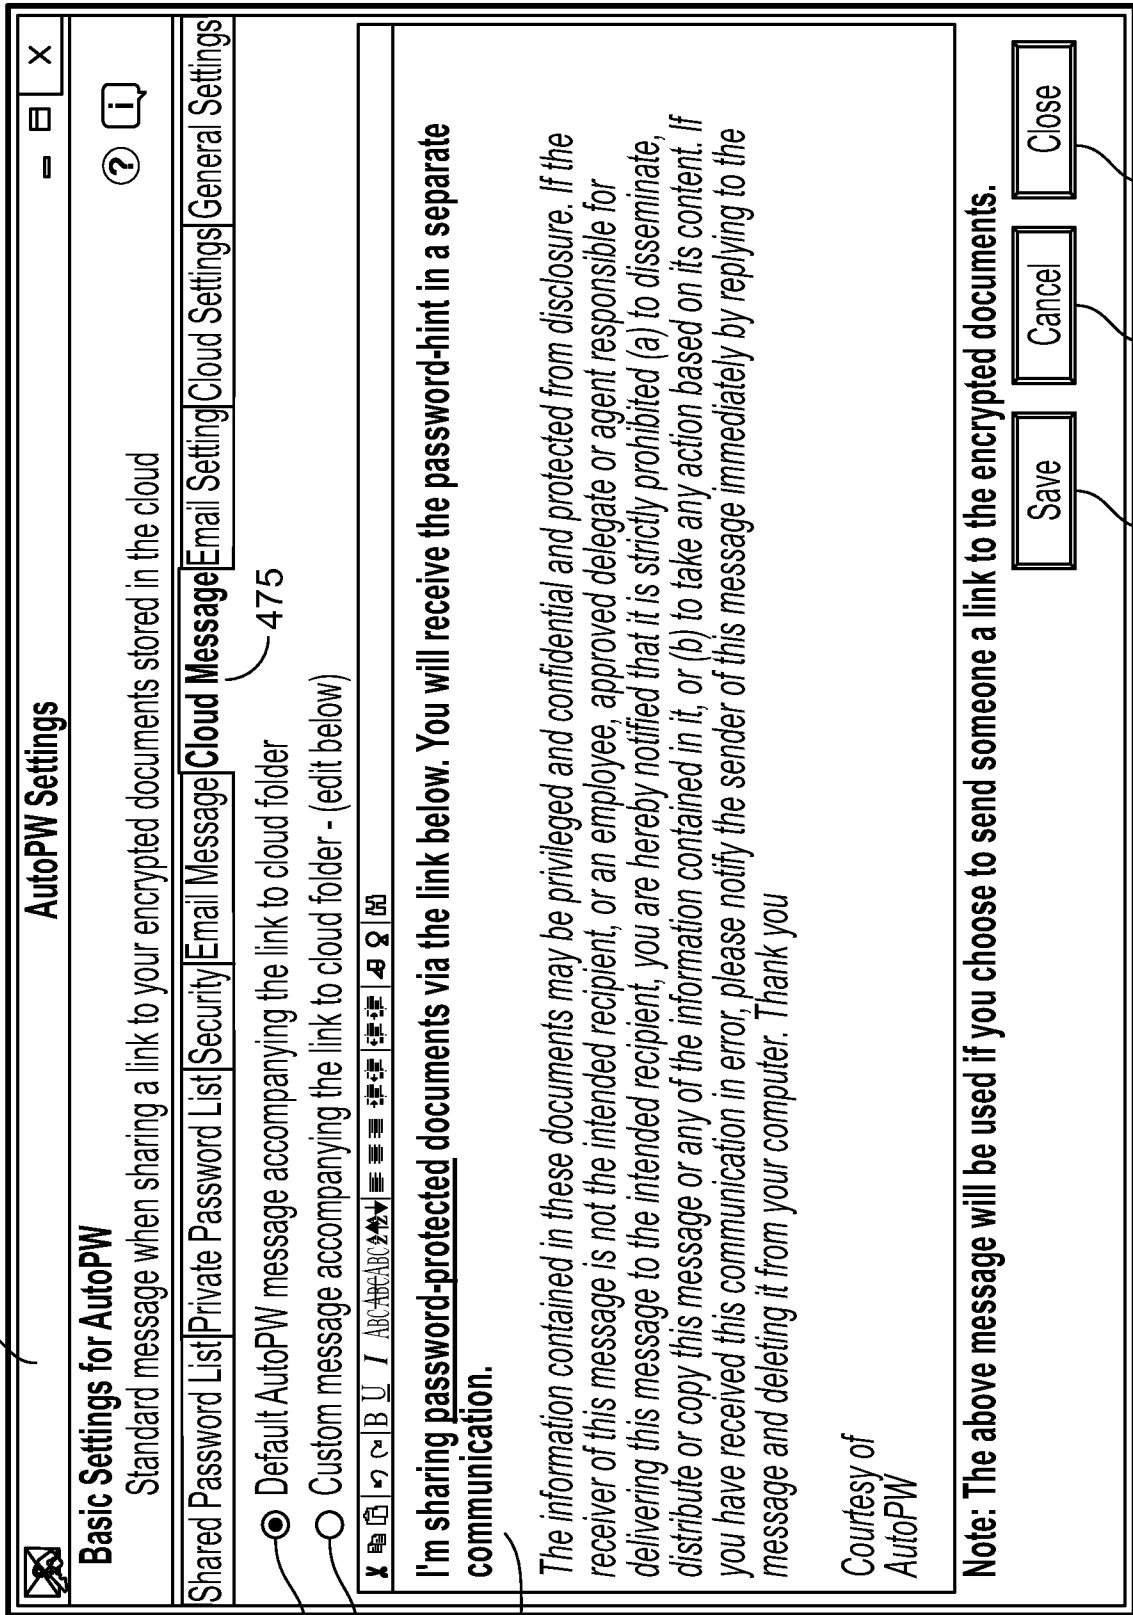 AutoPW Settings
Basic Settings for AutoPW
Standard message when sharing a link to your encrypted documents stored in the cloud
Shared Password List Private Password List Security Email Message Cloud Message Email Setting Cloud Settings General Settings
475
Default AutoPW message accompanying the link to cloud folder
Custom message accompanying the link to cloud folder - (edit below)
B U I ABC ABC ABC
I'm sharing password-protected documents via the link below. You will receive the password-hint in a separate
communication.
The information contained in these documents may be privileged and confidential and protected from disclosure. If the
receiver of this message is not the intended recipient, or an employee, approved delegate or agent responsible for
delivering this message to the intended recipient, you are hereby notified that it is strictly prohibited (a) to disseminate,
distribute or copy this message or any of the information contained in it, or (b) to take any action based on its content. If
you have received this communication in error, please notify the sender of this message immediately by replying to the
message and deleting it from your computer. Thank you
Courtesy of
AutoPW
Note: The above message will be used if you choose to send someone a link to the encrypted documents.
Save Cancel Close